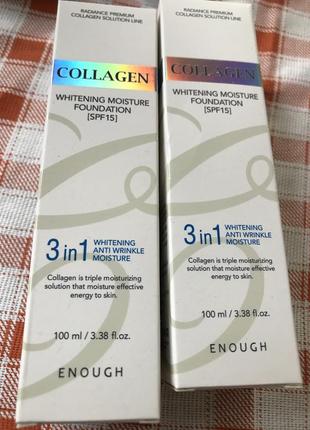 RADIANCE PREMIUM
COLLAGEN SOLUTION LINE
COLLAGEN
WHITENING MOISTURE
FOUNDATION
[SPF15]
3 in 1
WHITENING
ANTI WRINKLE
MOISTURE
Collagen is triple moisturizing
solution that moisture effective
energy to skin.
100 ml / 3.38 fl.oz.
ENOUGH
RADIANCE PREMIUM
COLLAGEN SOLUTION LINE
COLLAGEN
WHITENING MOISTURE
FOUNDATION
[SPF15]
3 in 1
WHITENING
ANTI WRINKLE
MOISTURE
Collagen is triple moisturizing
solution that moisture effective
energy to skin.
100 ml / 3.38 fl.oz.
ENOUGH